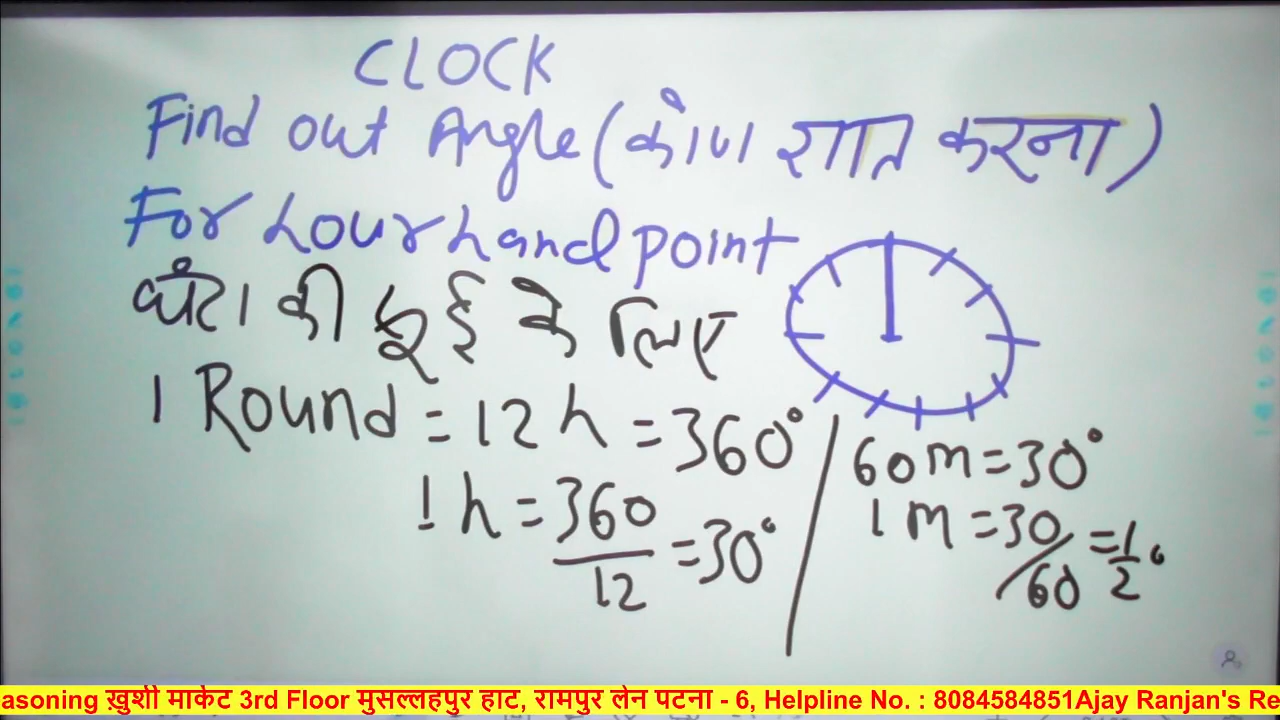 CLOCK
Find out Angle (कोण ज्ञात करना)
For hour hand point
घंटा की सूई के लिए
1 Round = 12 h = 360°
1 h = 360/12 = 30°
60 m = 30°
1 m = 30/60 = 1/2°
asoning ख़ुशी मार्केट 3rd Floor मुसल्लहपुर हाट, रामपुर लेन पटना - 6, Helpline No. : 8084584851Ajay Ranjan's Re